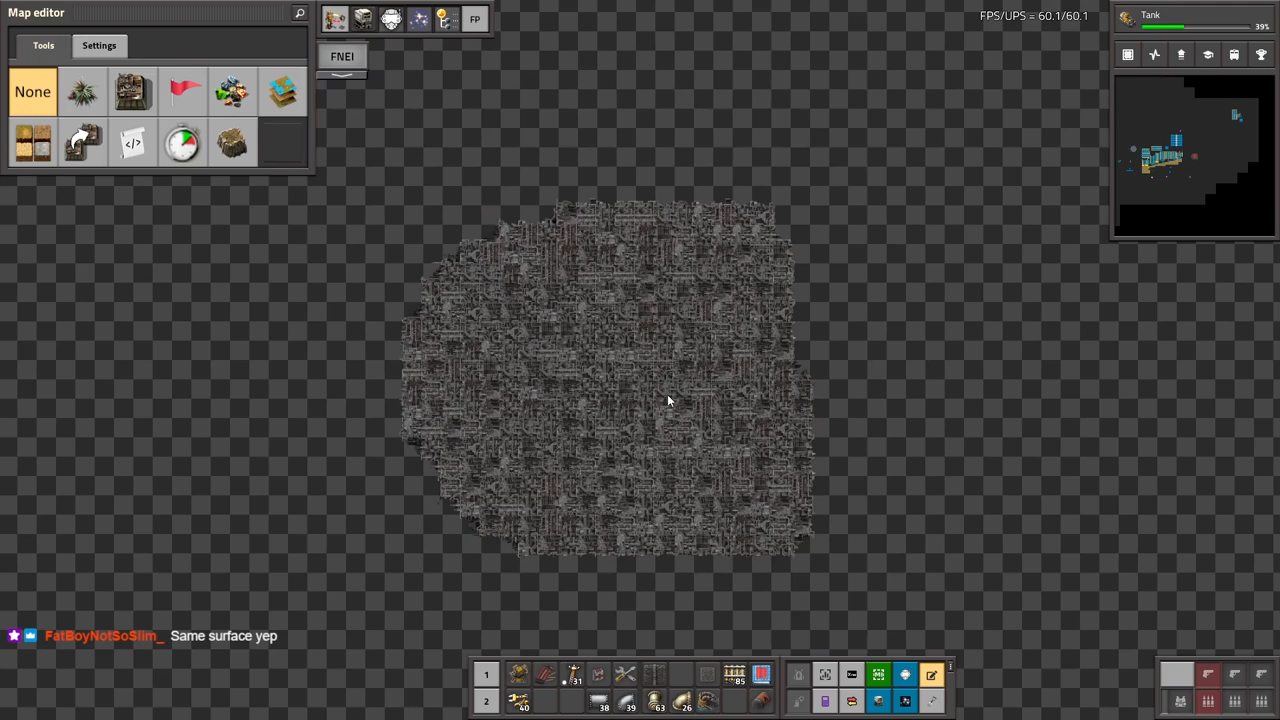 Map editor
FP
FPS/UPS = 60.1/60.1
Tank
39%
Tools
Settings
FNEI
None
</>
FatBoyNotSoSlim_ Same surface yep
1
31
85
2
40
38
39
63
26